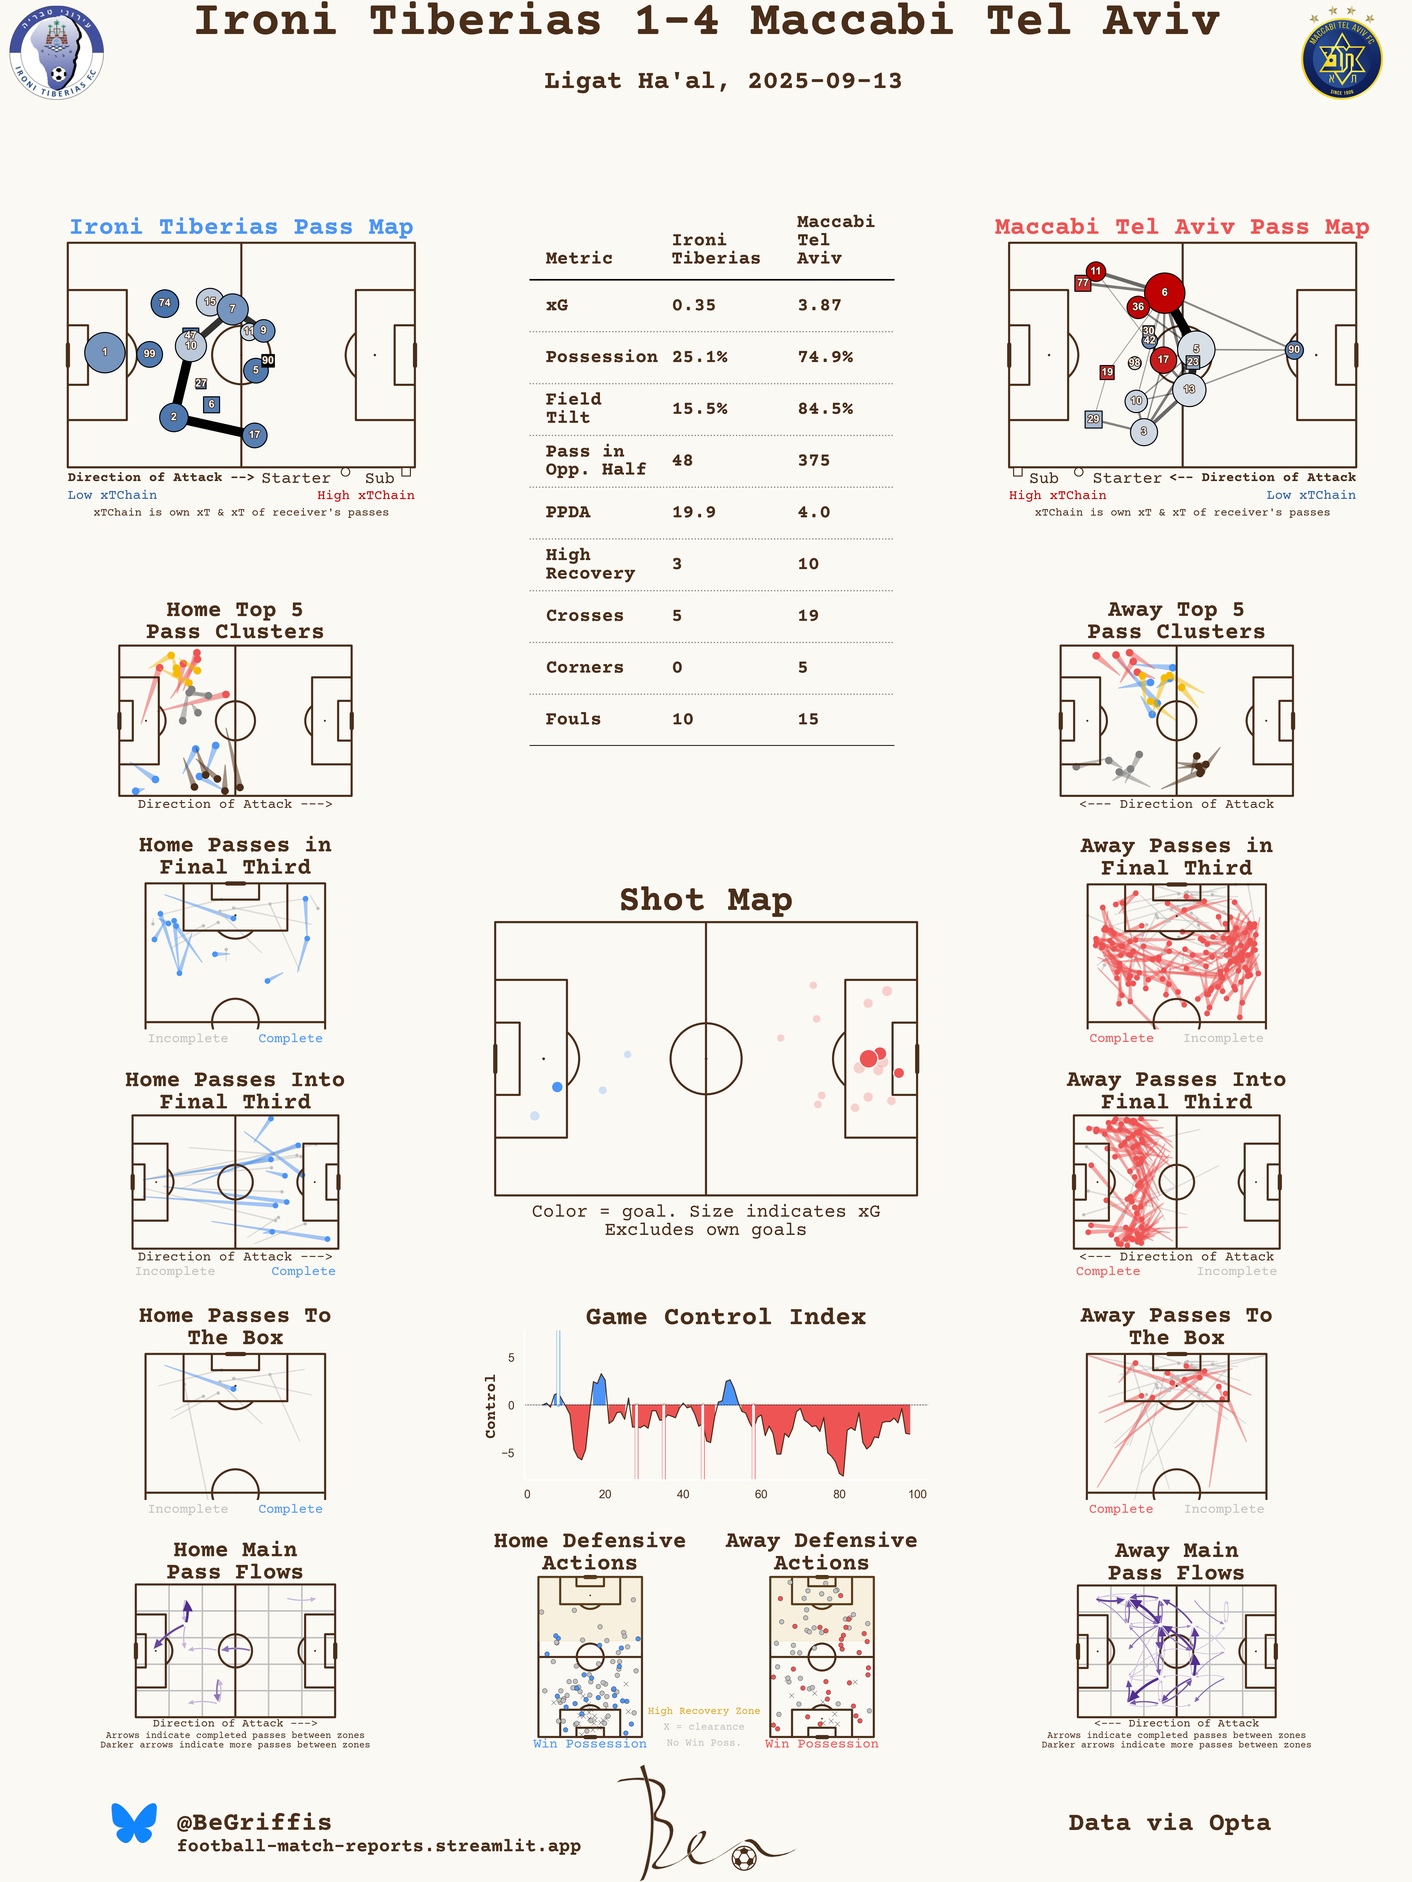 Ironi Tiberias 1-4 Maccabi Tel Aviv
Ligat Ha'al, 2025-09-13
עירוני טבריה
IRONI TIBERIAS F.C
MACCABI TEL AVIV FC
SINCE 1906
Ironi Tiberias Pass Map
74
15
7
47
10
11
9
1
99
90
5
27
6
2
17
Direction of Attack --> Starter Sub
Low xTChain High xTChain
xTChain is own xT & xT of receiver's passes
Metric Ironi Tiberias Maccabi Tel Aviv
xG 0.35 3.87
Possession 25.1% 74.9%
Field Tilt 15.5% 84.5%
Pass in Opp. Half 48 375
PPDA 19.9 4.0
High Recovery 3 10
Crosses 5 19
Corners 0 5
Fouls 10 15
Maccabi Tel Aviv Pass Map
11
77
6
36
30
42
5
90
98
17
23
19
13
10
29
3
Sub Starter <-- Direction of Attack
High xTChain Low xTChain
xTChain is own xT & xT of receiver's passes
Home Top 5
Pass Clusters
Direction of Attack --->
Away Top 5
Pass Clusters
<--- Direction of Attack
Home Passes in
Final Third
Incomplete Complete
Away Passes in
Final Third
Complete Incomplete
Shot Map
Color = goal. Size indicates xG
Excludes own goals
Home Passes Into
Final Third
Direction of Attack --->
Incomplete Complete
Away Passes Into
Final Third
<--- Direction of Attack
Complete Incomplete
Home Passes To
The Box
Incomplete Complete
Game Control Index
Control
5
0
−5
0 20 40 60 80 100
Away Passes To
The Box
Complete Incomplete
Home Main
Pass Flows
Direction of Attack --->
Arrows indicate completed passes between zones
Darker arrows indicate more passes between zones
Home Defensive
Actions
Win Possession
High Recovery Zone
X = clearance
No Win Poss.
Away Defensive
Actions
Win Possession
Away Main
Pass Flows
<--- Direction of Attack
Arrows indicate completed passes between zones
Darker arrows indicate more passes between zones
@BeGriffis
football-match-reports.streamlit.app
Ben
Data via Opta